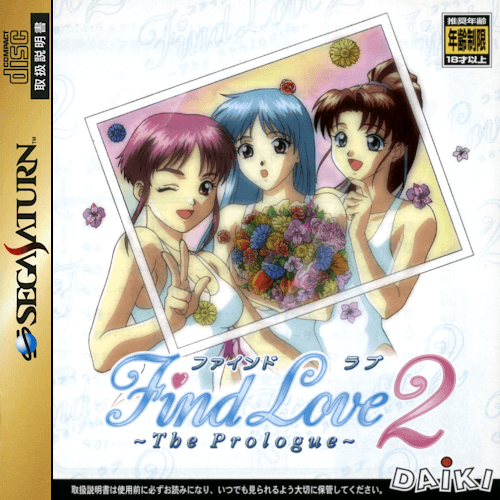 COMPACT
disc
取扱説明書
推奨年齢
年齢制限
18才以上
SEGA SATURN™
ファインド ラブ
Find Love 2
~The Prologue~
DAIKI
取扱説明書は使用前に必ずお読みになり、いつでも見られるよう大切に保管してください。